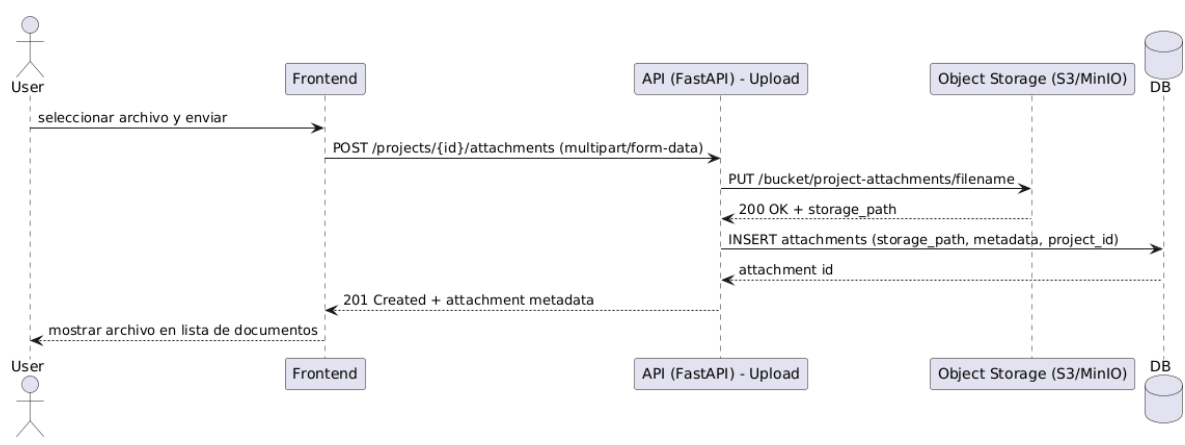 User
Frontend
API (FastAPI) - Upload
Object Storage (S3/MinIO)
DB
seleccionar archivo y enviar
POST /projects/{id}/attachments (multipart/form-data)
PUT /bucket/project-attachments/filename
200 OK + storage_path
INSERT attachments (storage_path, metadata, project_id)
attachment id
201 Created + attachment metadata
mostrar archivo en lista de documentos
User
Frontend
API (FastAPI) - Upload
Object Storage (S3/MinIO)
DB